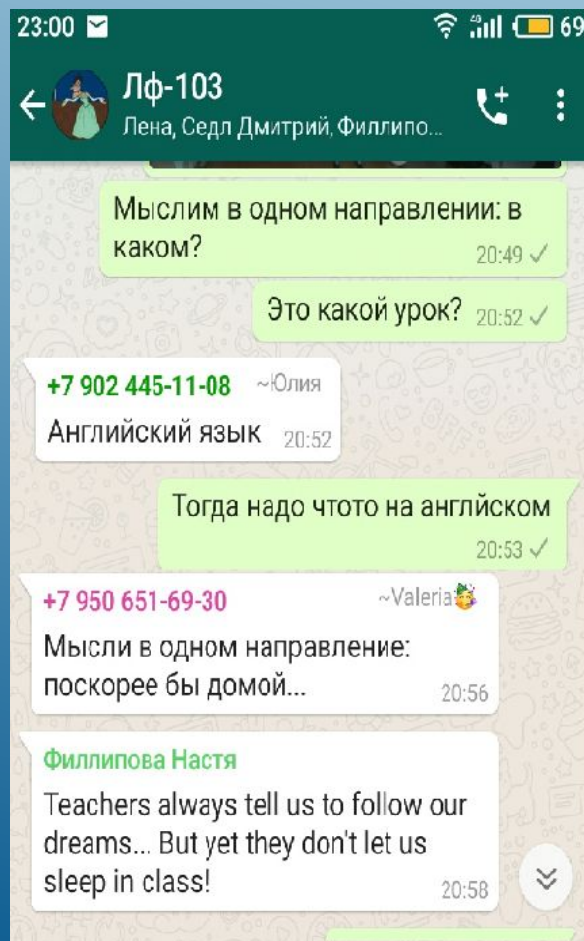 23:00
69
Лф-103
Лена, Седл Дмитрий, Филлипо...
Мыслим в одном направлении: в
каком?
20:49
Это какой урок? 20:52
+7 902 445-11-08 ~Юлия
Английский язык 20:52
Тогда надо чтото на англйском
20:53
+7 950 651-69-30 ~Valeria
Мысли в одном направление:
поскорее бы домой...
20:56
Филлипова Настя
Teachers always tell us to follow our
dreams... But yet they don't let us
sleep in class!
20:58